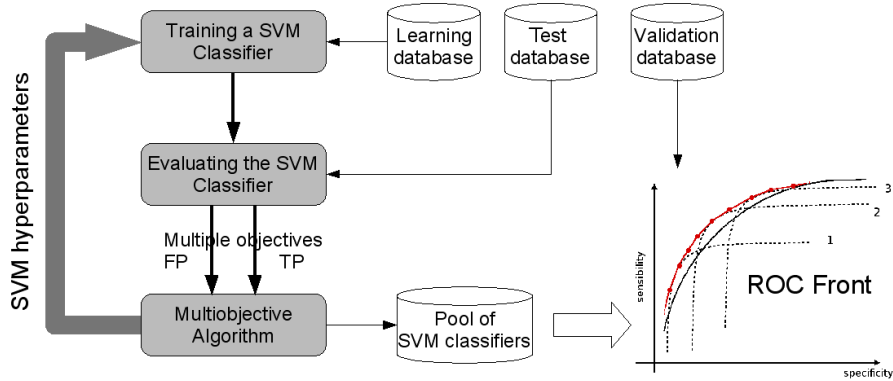 Training a SVM
Classifier
Learning
database
Test
database
Validation
database
SVM hyperparameters
Evaluating the SVM
Classifier
Multiple objectives
FP
TP
Multiobjective
Algorithm
Pool of
SVM classifiers
3
2
1
sensibility
ROC Front
specificity